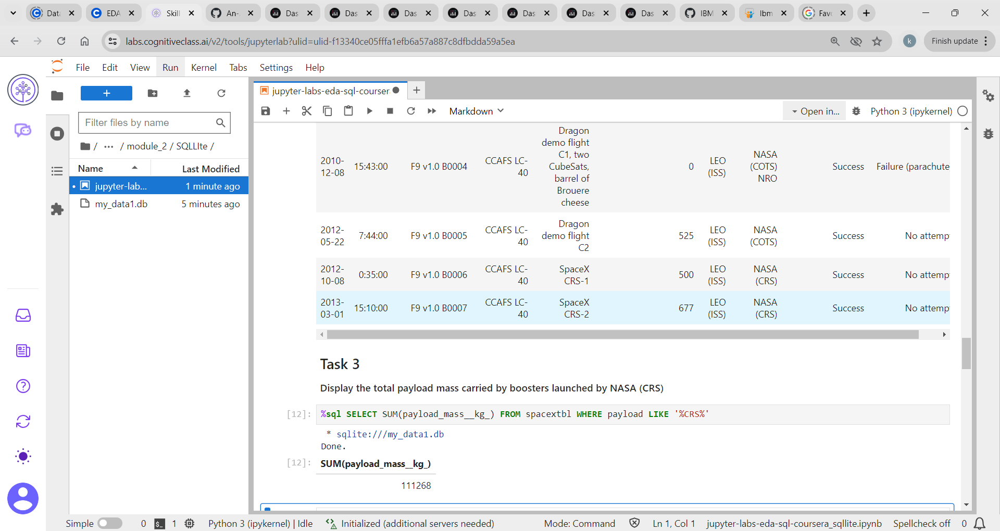 Data
EDA
Skill
An-
Das
Das
Das
Das
Das
Das
Das
IBM
Ibm
Favo
labs.cognitiveclass.ai/v2/tools/jupyterlab?ulid=ulid-f13340ce05fffa1efb6a57a887c8dfbdda59a5ea
k
Finish update
File Edit View Run Kernel Tabs Settings Help
+
jupyter-labs-eda-sql-courser
Filter files by name
/ ··· / module_2 / SQLLIte /
Name Last Modified
jupyter-lab... 1 minute ago
my_data1.db 5 minutes ago
Markdown
Open in...
Python 3 (ipykernel)
2010-12-08 15:43:00 F9 v1.0 B0004 CCAFS LC-40 Dragon demo flight C1, two CubeSats, barrel of Brouere cheese 0 LEO (ISS) NASA (COTS) NRO Success Failure (parachute
2012-05-22 7:44:00 F9 v1.0 B0005 CCAFS LC-40 Dragon demo flight C2 525 LEO (ISS) NASA (COTS) Success No attemp
2012-10-08 0:35:00 F9 v1.0 B0006 CCAFS LC-40 SpaceX CRS-1 500 LEO (ISS) NASA (CRS) Success No attemp
2013-03-01 15:10:00 F9 v1.0 B0007 CCAFS LC-40 SpaceX CRS-2 677 LEO (ISS) NASA (CRS) Success No attemp
Task 3
Display the total payload mass carried by boosters launched by NASA (CRS)
[12]: %sql SELECT SUM(payload_mass__kg_) FROM spacextbl WHERE payload LIKE '%CRS%'
* sqlite:///my_data1.db
Done.
[12]: SUM(payload_mass__kg_)
111268
Simple 0 $_ 1 Python 3 (ipykernel) | Idle Initialized (additional servers needed) Mode: Command Ln 1, Col 1 jupyter-labs-eda-sql-coursera_sqllite.ipynb Spellcheck off 0